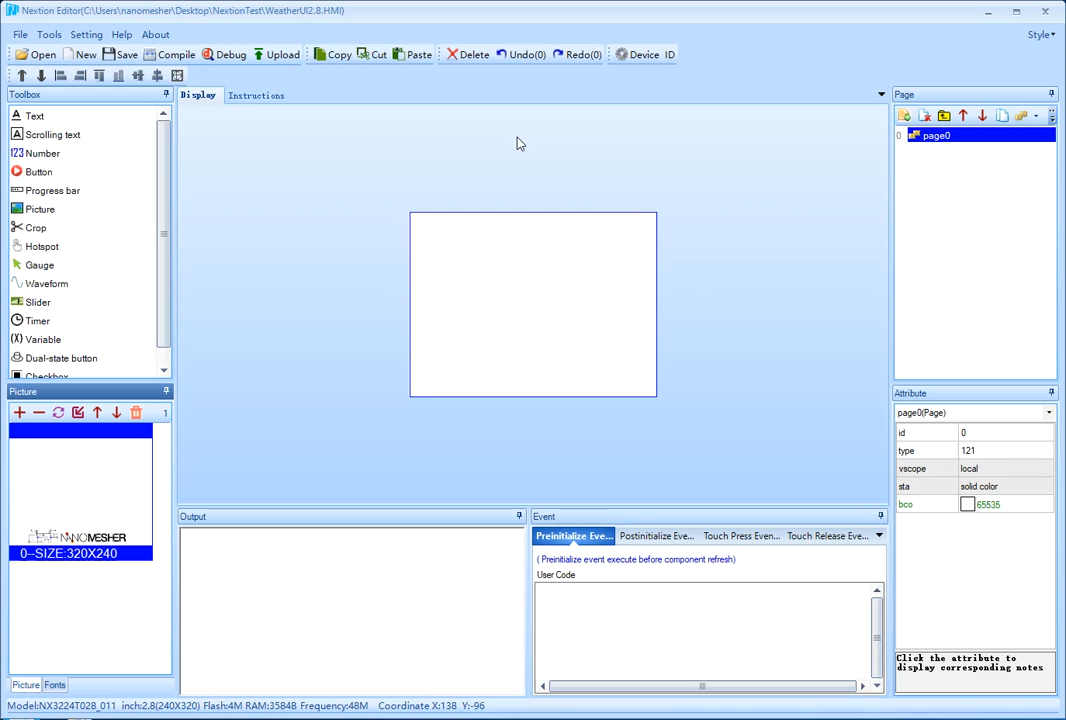 Nextion Editor(C:\Users\nanomesher\Desktop\NextionTest\WeatherUI2.8.HMI)
File Tools Setting Help About Style
Open New Save Compile Debug Upload Copy Cut Paste Delete Undo(0) Redo(0) Device ID
Toolbox
Text
Scrolling text
123 Number
Button
Progress bar
Picture
Crop
Hotspot
Gauge
Waveform
Slider
Timer
(X) Variable
Dual-state button
Checkbox
Picture
1
NANOMESHER
0--SIZE:320X240
Picture Fonts
Display Instructions
Output
Event
Preinitialize Eve... Postinitialize Eve... Touch Press Even... Touch Release Eve...
( Preinitialize event execute before component refresh)
User Code
Page
0 page0
Attribute
page0(Page)
id 0
type 121
vscope local
sta solid color
bco 65535
Click the attribute to
display corresponding notes
Model:NX3224T028_011 inch:2.8(240X320) Flash:4M RAM:3584B Frequency:48M Coordinate X:138 Y:-96